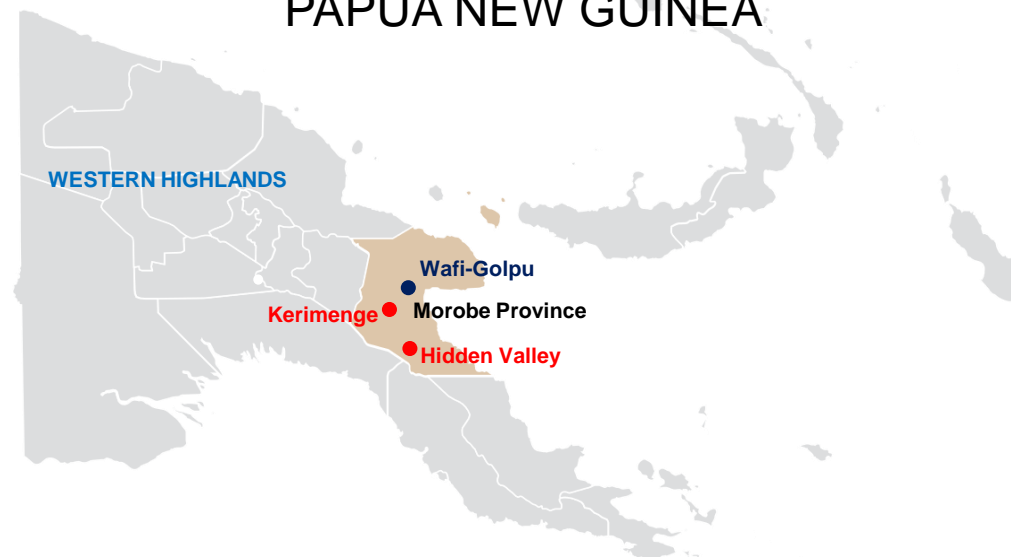 PAPUA NEW GUINEA
WESTERN HIGHLANDS
Wafi-Golpu
Kerimenge
Morobe Province
Hidden Valley